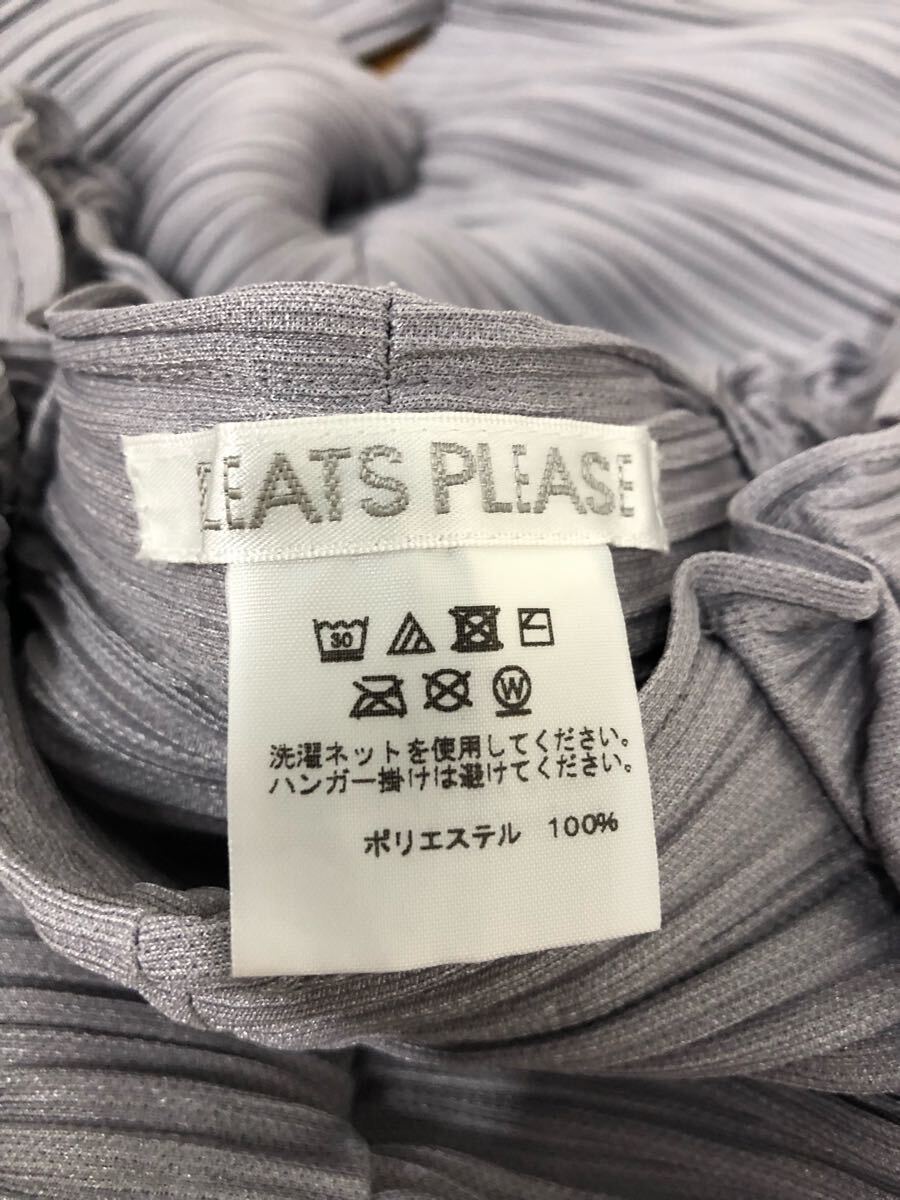 LEATS PLEASE
30
W
洗濯ネットを使用してください。
ハンガー掛けは避けてください。
ポリエステル 100%